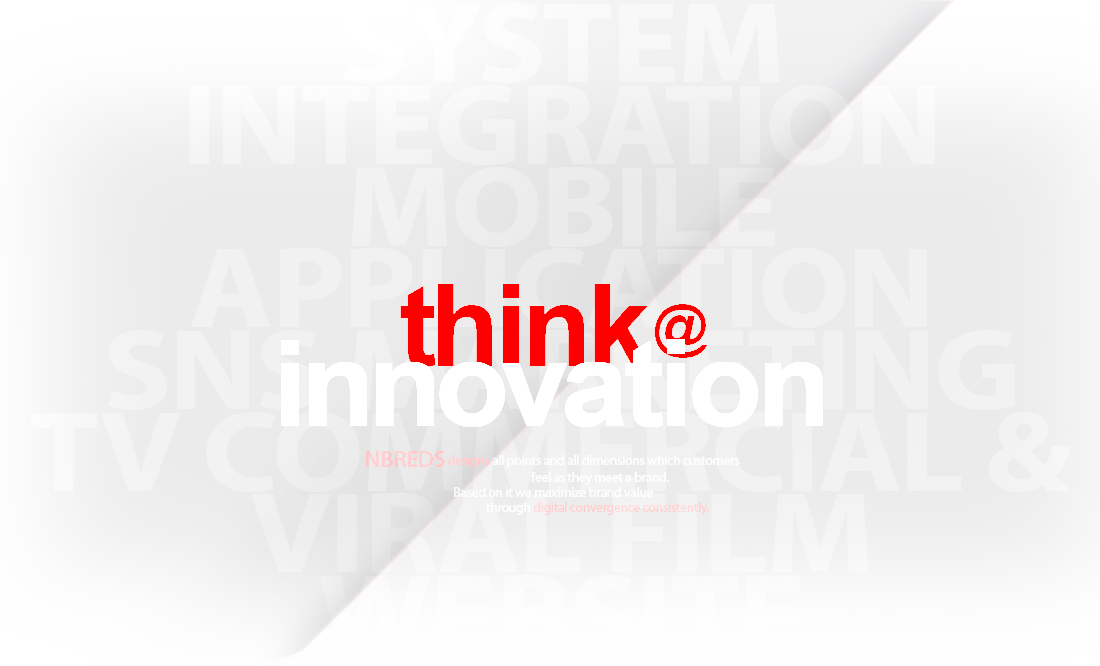 SYSTEM
INTEGRATION
MOBILE
APPLICATION
think@
SNS MARKETING
innovation
TV COMMERCIAL &
NBREDS designs all points and all dimensions which customers
feel as they meet a brand.
Based on it we maximize brand value
through digital convergence consistently.
VIRAL FILM
WEBSITE